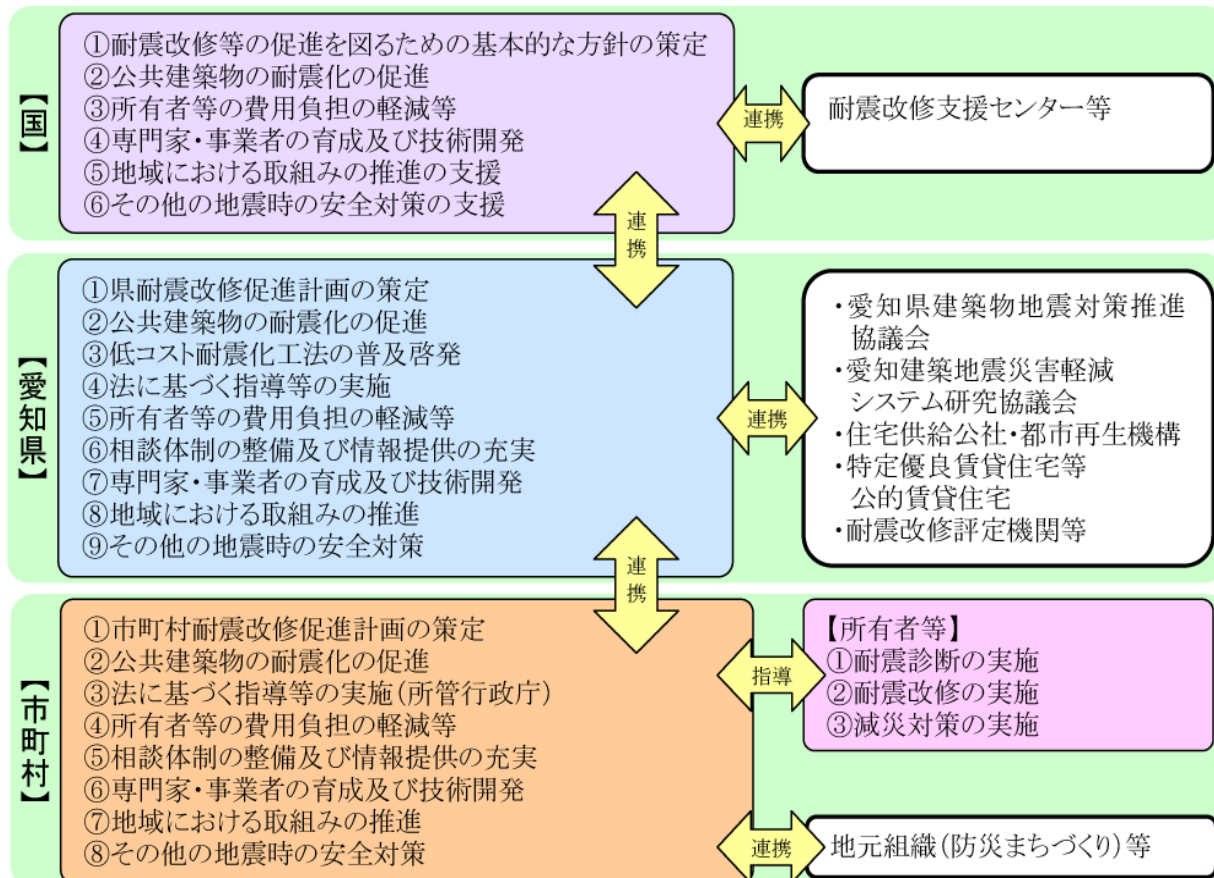 【国】
①耐震改修等の促進を図るための基本的な方針の策定
②公共建築物の耐震化の促進
③所有者等の費用負担の軽減等
④専門家・事業者の育成及び技術開発
⑤地域における取組みの推進の支援
⑥その他の地震時の安全対策の支援
連携
耐震改修支援センター等
連携
【愛知県】
①県耐震改修促進計画の策定
②公共建築物の耐震化の促進
③低コスト耐震化工法の普及啓発
④法に基づく指導等の実施
⑤所有者等の費用負担の軽減等
⑥相談体制の整備及び情報提供の充実
⑦専門家・事業者の育成及び技術開発
⑧地域における取組みの推進
⑨その他の地震時の安全対策
連携
・愛知県建築物地震対策推進
協議会
・愛知建築地震災害軽減
システム研究協議会
・住宅供給公社・都市再生機構
・特定優良賃貸住宅等
公的賃貸住宅
・耐震改修評定機関等
連携
【市町村】
①市町村耐震改修促進計画の策定
②公共建築物の耐震化の促進
③法に基づく指導等の実施(所管行政庁)
④所有者等の費用負担の軽減等
⑤相談体制の整備及び情報提供の充実
⑥専門家・事業者の育成及び技術開発
⑦地域における取組みの推進
⑧その他の地震時の安全対策
指導
【所有者等】
①耐震診断の実施
②耐震改修の実施
③減災対策の実施
連携
地元組織(防災まちづくり)等